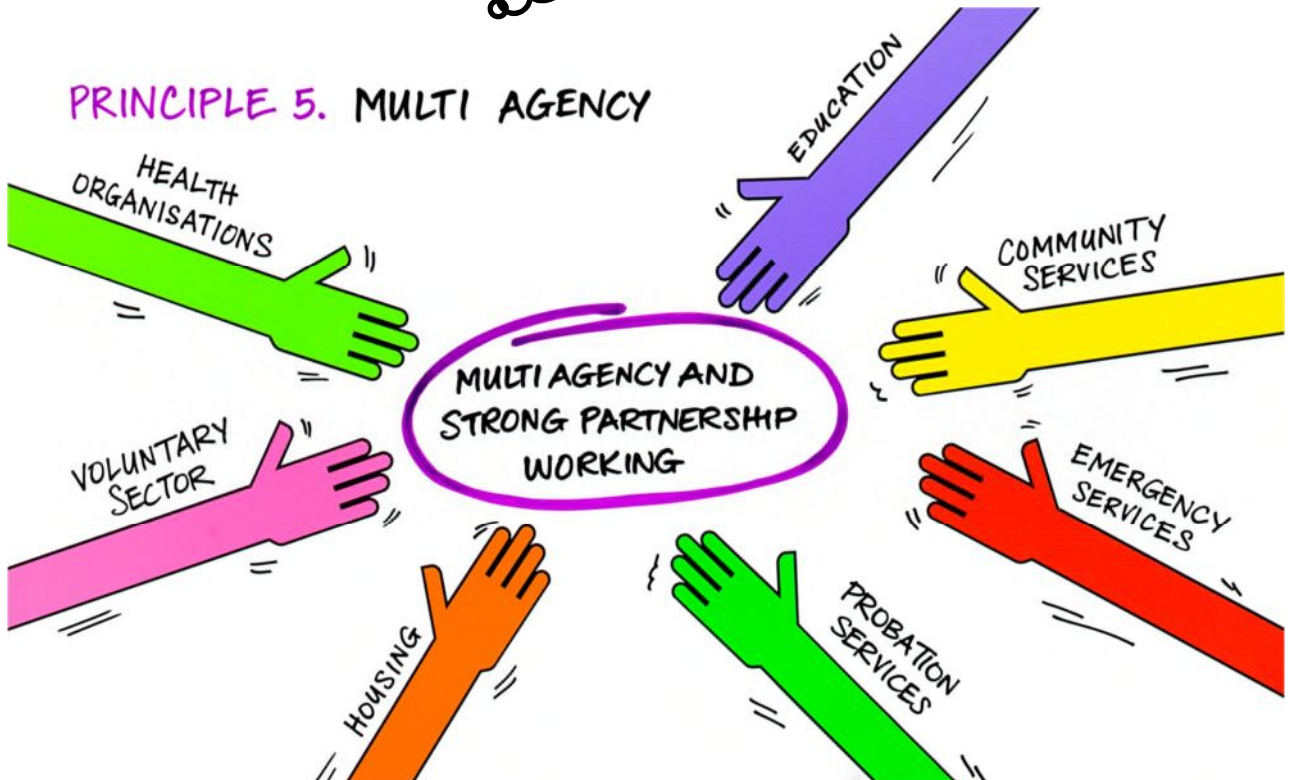 PRINCIPLE 5. MULTI AGENCY
HEALTH
ORGANISATIONS
EDUCATION
COMMUNITY
SERVICES
MULTI AGENCY AND
STRONG PARTNERSHIP
WORKING
VOLUNTARY
SECTOR
EMERGENCY
SERVICES
HOUSING
PROBATION
SERVICES